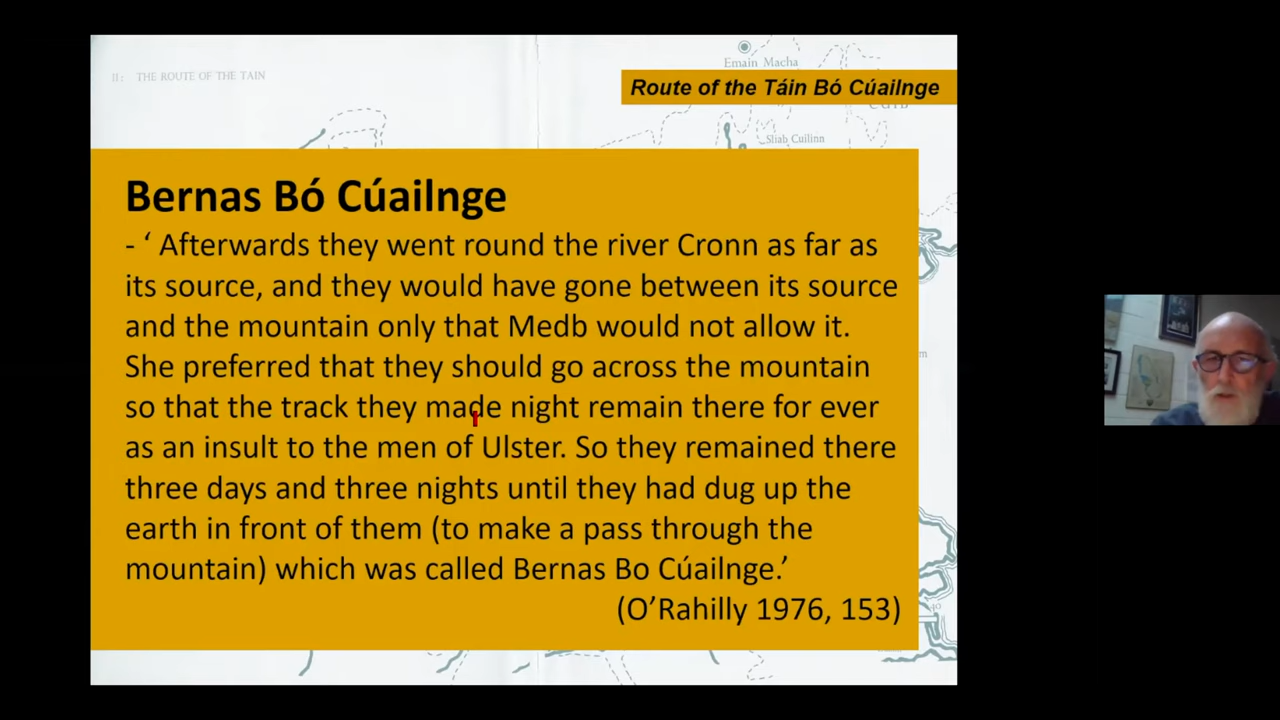 II: THE ROUTE OF THE TAIN
Emain Macha
Route of the Táin Bó Cúailnge
Sliab Cuilinn
Bernas Bó Cúailnge
- ‘ Afterwards they went round the river Cronn as far as
its source, and they would have gone between its source
and the mountain only that Medb would not allow it.
She preferred that they should go across the mountain
so that the track they made night remain there for ever
as an insult to the men of Ulster. So they remained there
three days and three nights until they had dug up the
earth in front of them (to make a pass through the
mountain) which was called Bernas Bo Cúailnge.’
(O’Rahilly 1976, 153)